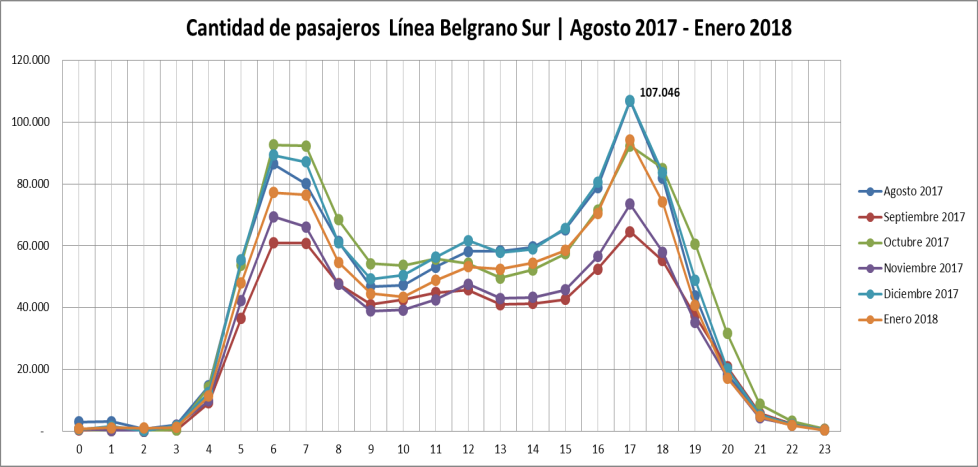 Cantidad de pasajeros Línea Belgrano Sur | Agosto 2017 - Enero 2018
120.000
107.046
100.000
80.000
60.000
40.000
20.000
-
0 1 2 3 4 5 6 7 8 9 10 11 12 13 14 15 16 17 18 19 20 21 22 23
Agosto 2017
Septiembre 2017
Octubre 2017
Noviembre 2017
Diciembre 2017
Enero 2018